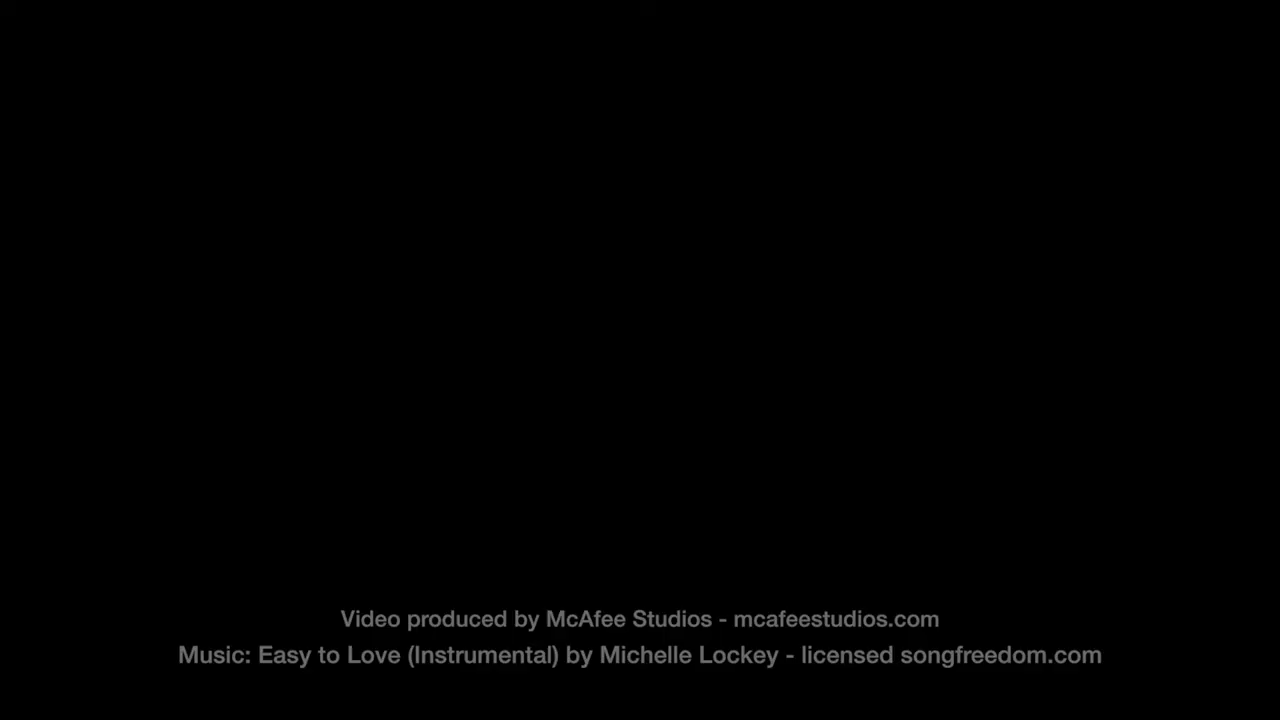 Video produced by McAfee Studios - mcafeestudios.com
Music: Easy to Love (Instrumental) by Michelle Lockey - licensed songfreedom.com